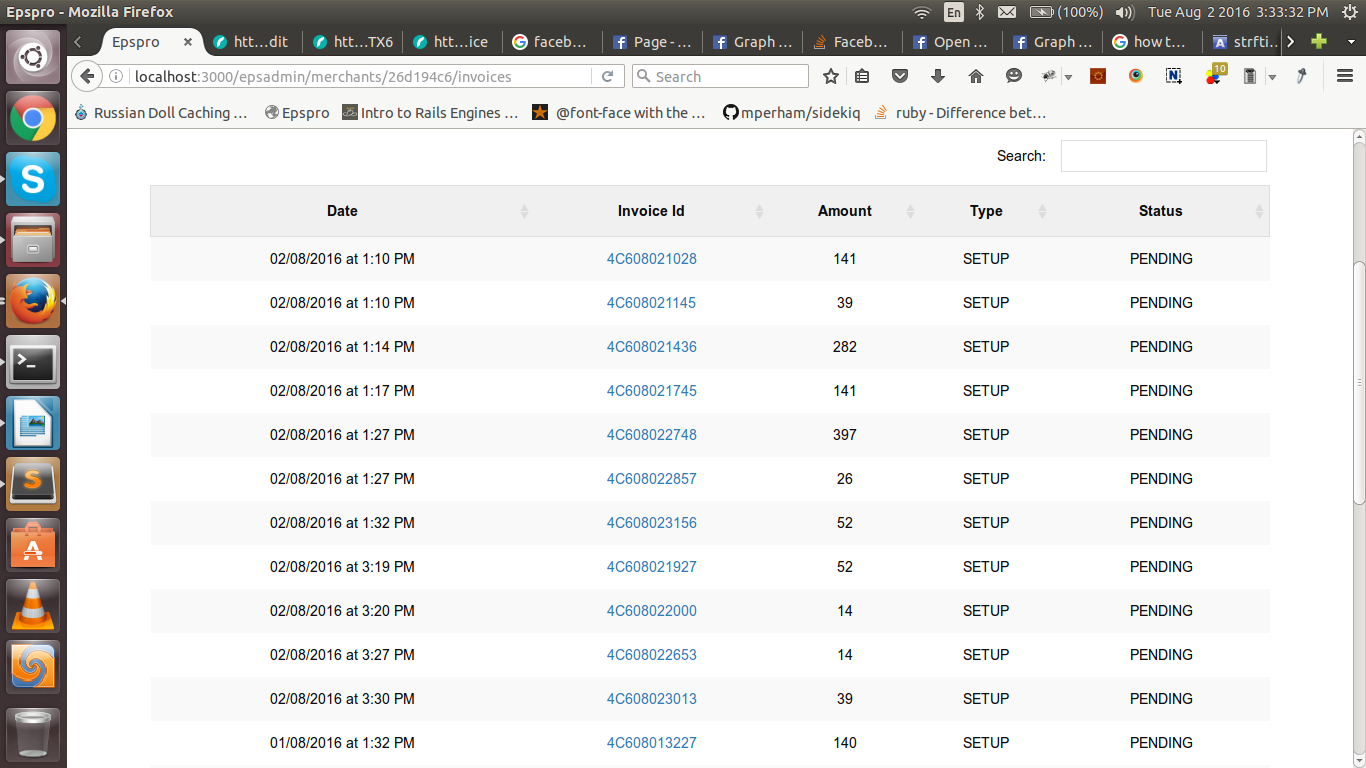 Epspro - Mozilla Firefox
En
(100%)
Tue Aug 2 2016 3:33:32 PM
Epspro
htt…dit
htt…TX6
htt…ice
faceb…
Page - …
Graph …
Faceb…
Open …
Graph …
how t…
strfti…
localhost:3000/epsadmin/merchants/26d194c6/invoices
Search
10
Russian Doll Caching …
Epspro
Intro to Rails Engines …
@font-face with the …
mperham/sidekiq
ruby - Difference bet…
Search:
Date Invoice Id Amount Type Status
02/08/2016 at 1:10 PM 4C608021028 141 SETUP PENDING
02/08/2016 at 1:10 PM 4C608021145 39 SETUP PENDING
02/08/2016 at 1:14 PM 4C608021436 282 SETUP PENDING
02/08/2016 at 1:17 PM 4C608021745 141 SETUP PENDING
02/08/2016 at 1:27 PM 4C608022748 397 SETUP PENDING
02/08/2016 at 1:27 PM 4C608022857 26 SETUP PENDING
02/08/2016 at 1:32 PM 4C608023156 52 SETUP PENDING
02/08/2016 at 3:19 PM 4C608021927 52 SETUP PENDING
02/08/2016 at 3:20 PM 4C608022000 14 SETUP PENDING
02/08/2016 at 3:27 PM 4C608022653 14 SETUP PENDING
02/08/2016 at 3:30 PM 4C608023013 39 SETUP PENDING
01/08/2016 at 1:32 PM 4C608013227 140 SETUP PENDING